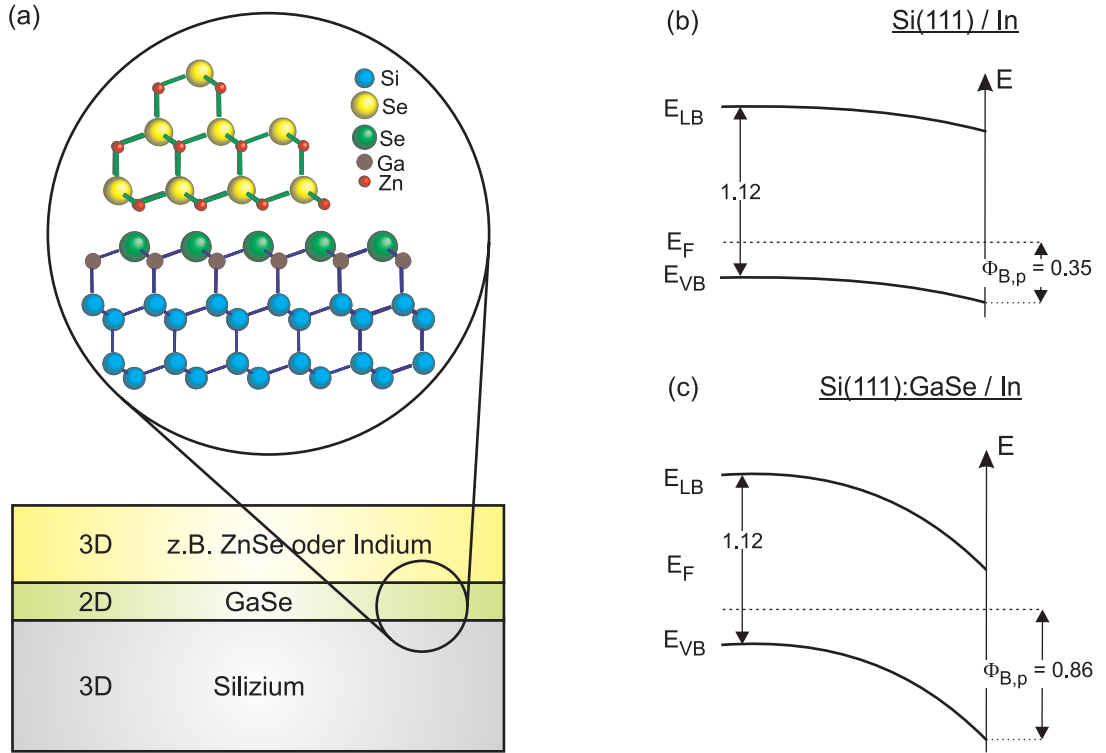 (a)
Si
Se
Se
Ga
Zn
3D z.B. ZnSe oder Indium
2D GaSe
3D Silizium
(b) Si(111) / In
E
E_LB
1.12
E_F
E_VB
Φ_B,p = 0.35
(c) Si(111):GaSe / In
E
E_LB
1.12
E_F
E_VB
Φ_B,p = 0.86